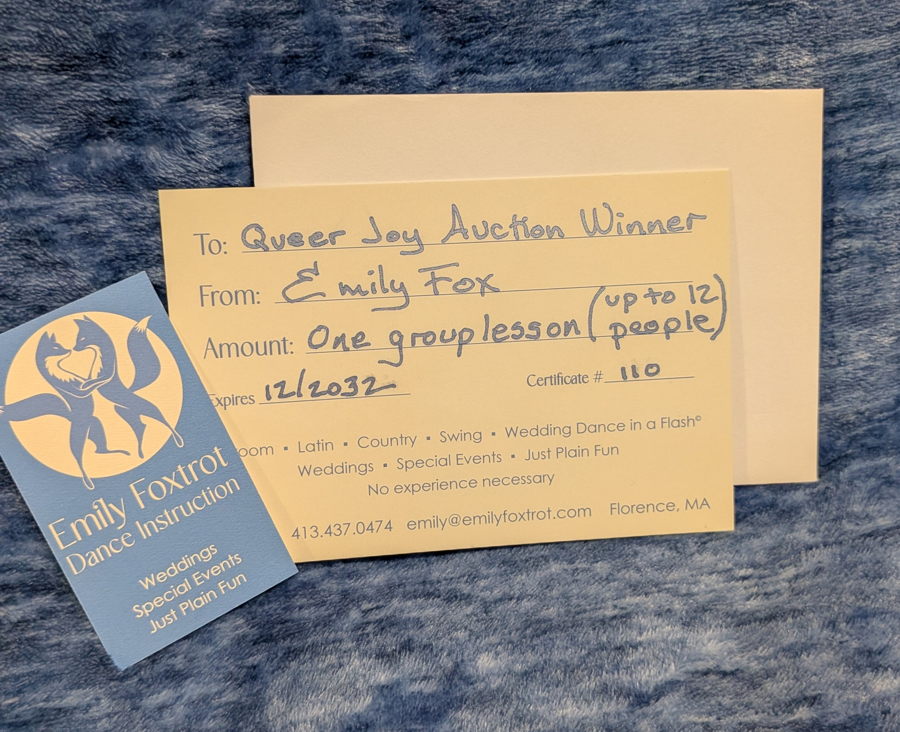 To: Queer Joy Auction Winner
From: Emily Fox
Amount: One group lesson (up to 12 people)
Expires 12/2032 Certificate # 110
Latin ▪ Country ▪ Swing ▪ Wedding Dance in a Flash©
Weddings ▪ Special Events ▪ Just Plain Fun
No experience necessary
413.437.0474 emily@emilyfoxtrot.com Florence, MA
Emily Foxtrot
Dance Instruction
Weddings
Special Events
Just Plain Fun